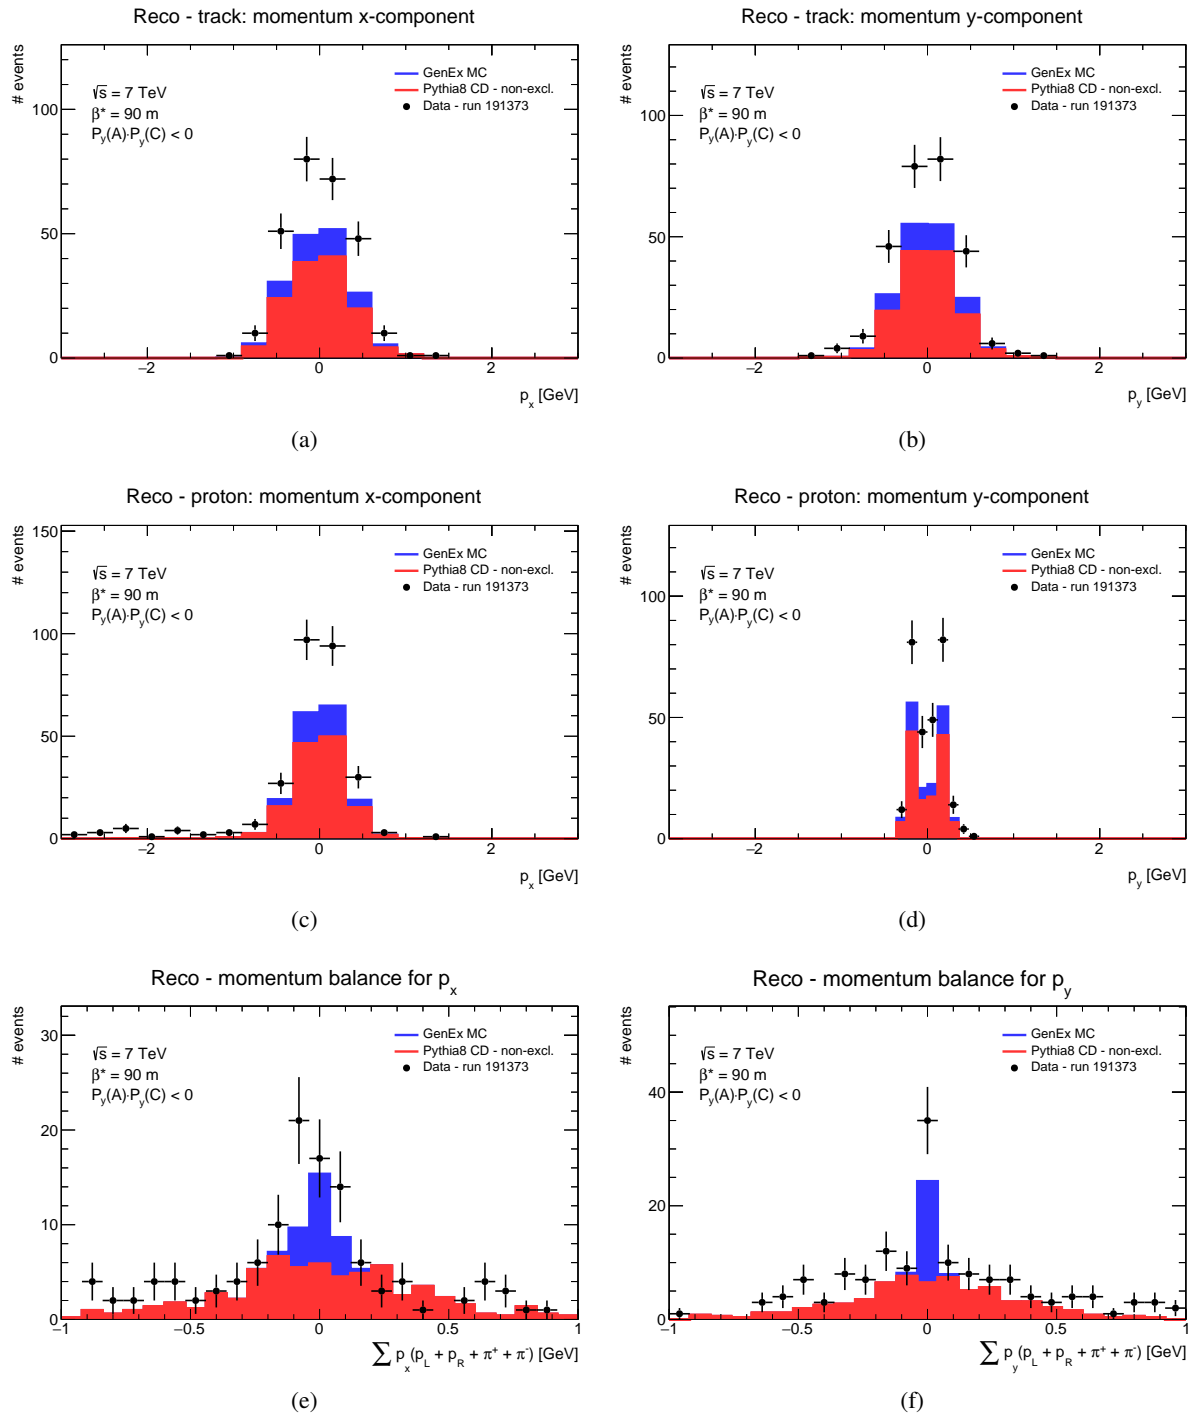 Reco - track: momentum x-component
# events
100
50
0
−2
0
2
p_x [GeV]
√s = 7 TeV
β* = 90 m
P_y(A)·P_y(C) < 0
GenEx MC
Pythia8 CD - non-excl.
Data - run 191373
(a)
Reco - track: momentum y-component
# events
100
50
0
−2
0
2
p_y [GeV]
√s = 7 TeV
β* = 90 m
P_y(A)·P_y(C) < 0
GenEx MC
Pythia8 CD - non-excl.
Data - run 191373
(b)
Reco - proton: momentum x-component
# events
150
100
50
0
−2
0
2
p_x [GeV]
√s = 7 TeV
β* = 90 m
P_y(A)·P_y(C) < 0
GenEx MC
Pythia8 CD - non-excl.
Data - run 191373
(c)
Reco - proton: momentum y-component
# events
100
50
0
−2
0
2
p_y [GeV]
√s = 7 TeV
β* = 90 m
P_y(A)·P_y(C) < 0
GenEx MC
Pythia8 CD - non-excl.
Data - run 191373
(d)
Reco - momentum balance for p_x
# events
30
20
10
0
−1
−0.5
0
0.5
1
∑ p_x (p_L + p_R + π⁺ + π⁻) [GeV]
√s = 7 TeV
β* = 90 m
P_y(A)·P_y(C) < 0
GenEx MC
Pythia8 CD - non-excl.
Data - run 191373
(e)
Reco - momentum balance for p_y
# events
40
20
0
−1
−0.5
0
0.5
1
∑ p_y (p_L + p_R + π⁺ + π⁻) [GeV]
√s = 7 TeV
β* = 90 m
P_y(A)·P_y(C) < 0
GenEx MC
Pythia8 CD - non-excl.
Data - run 191373
(f)